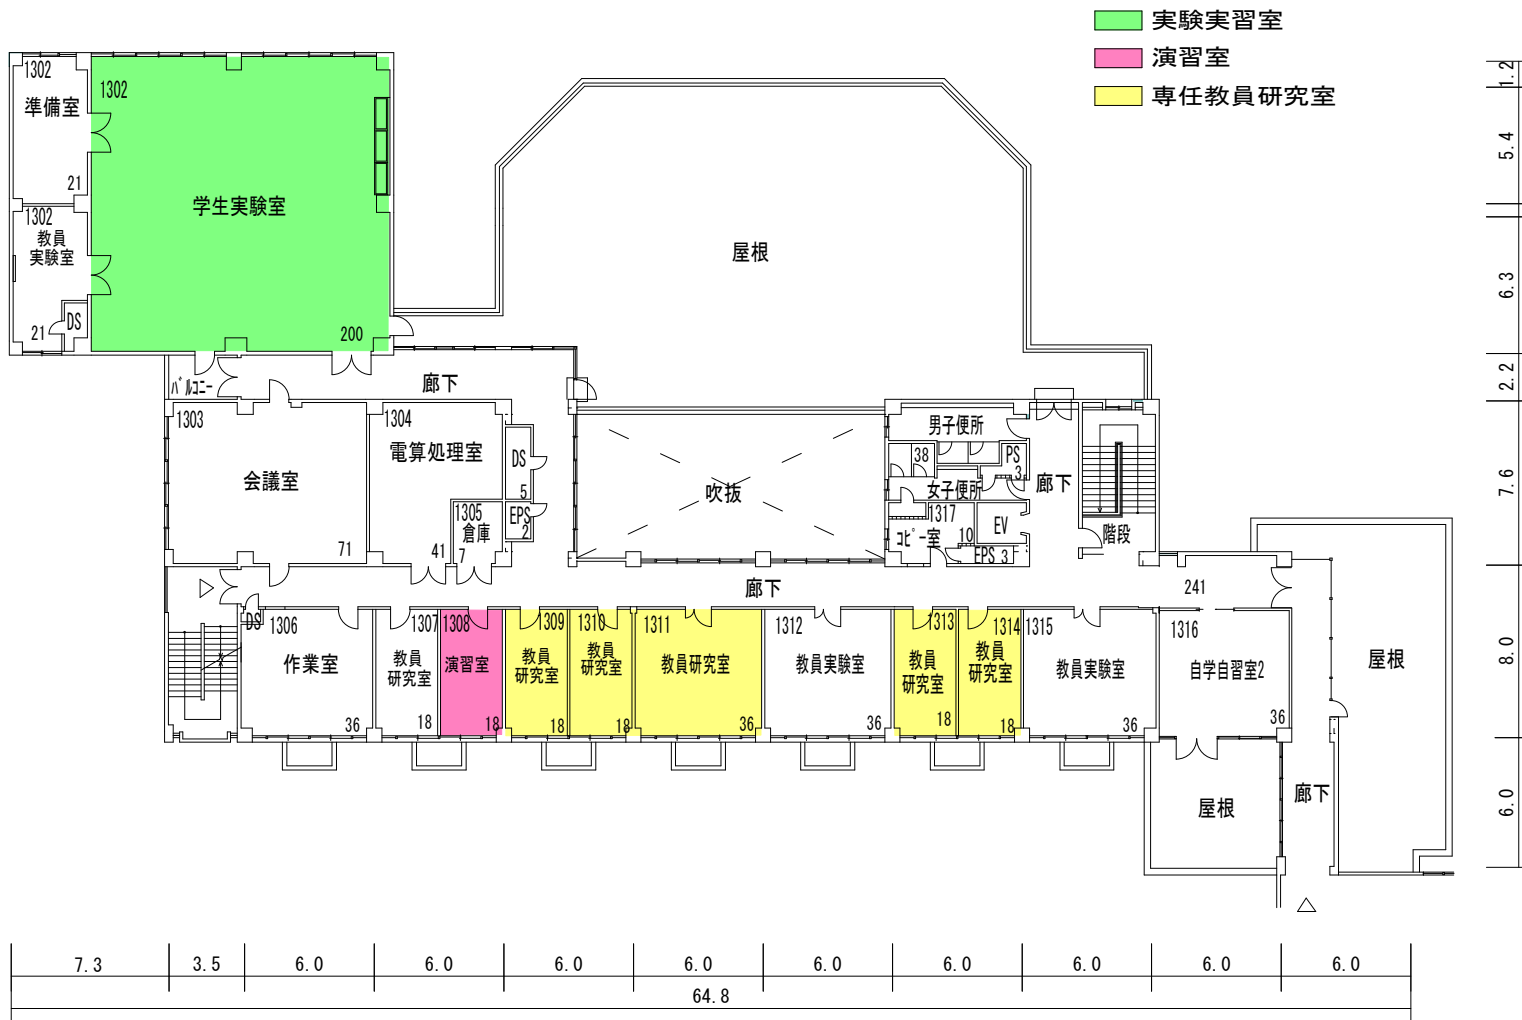 実験実習室
演習室
専任教員研究室
1302
準備室
21
1302
学生実験室
200
1302
教員
実験室
21
DS
屋根
バルコニー
廊下
1303
会議室
71
1304
電算処理室
41
1305
倉庫
7
DS
5
EPS
2
吹抜
男子便所
38
PS
3
女子便所
1317
コピー室
10
EV
EPS 3
廊下
階段
廊下
241
DS
1306
作業室
36
1307
教員
研究室
18
1308
演習室
18
1309
教員
研究室
18
1310
教員
研究室
18
1311
教員研究室
36
1312
教員実験室
36
1313
教員
研究室
18
1314
教員
研究室
18
1315
教員実験室
36
1316
自学自習室2
36
屋根
屋根
廊下
1.2
5.4
6.3
2.2
7.6
8.0
6.0
7.3
3.5
6.0
6.0
6.0
6.0
6.0
6.0
6.0
6.0
6.0
64.8